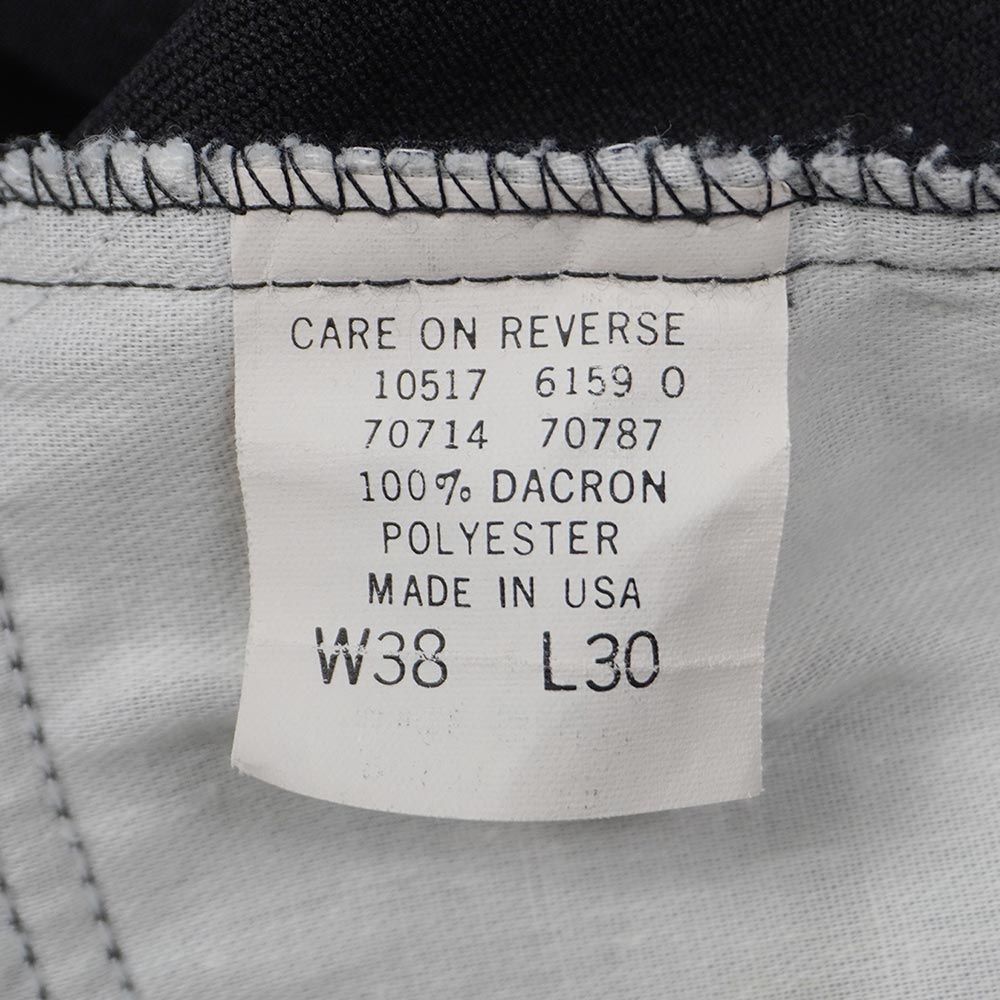 CARE ON REVERSE
10517 6159 0
70714 70787
100% DACRON
POLYESTER
MADE IN USA
W38 L30